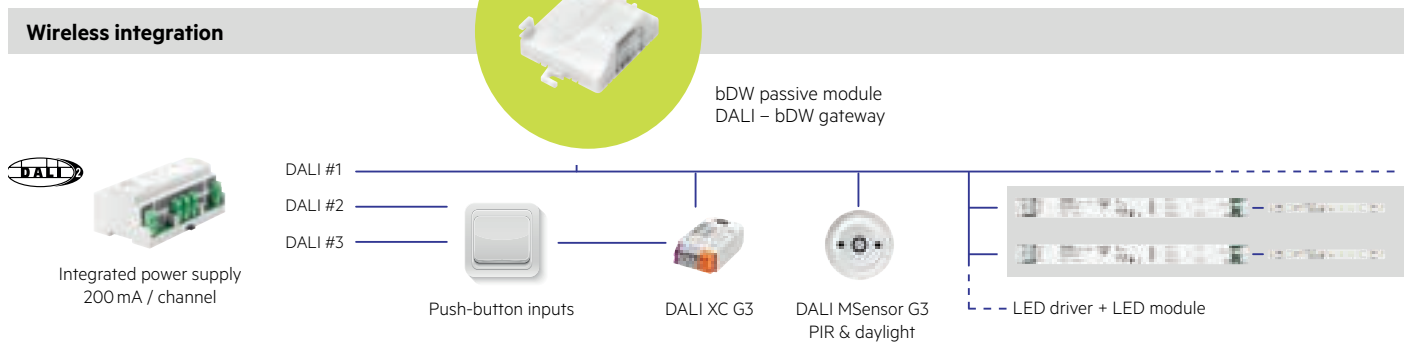 Wireless integration
bDW passive module
DALI – bDW gateway
DALI 2
DALI #1
DALI #2
DALI #3
Integrated power supply
200 mA / channel
Push-button inputs
DALI XC G3
DALI MSensor G3
PIR & daylight
LED driver + LED module